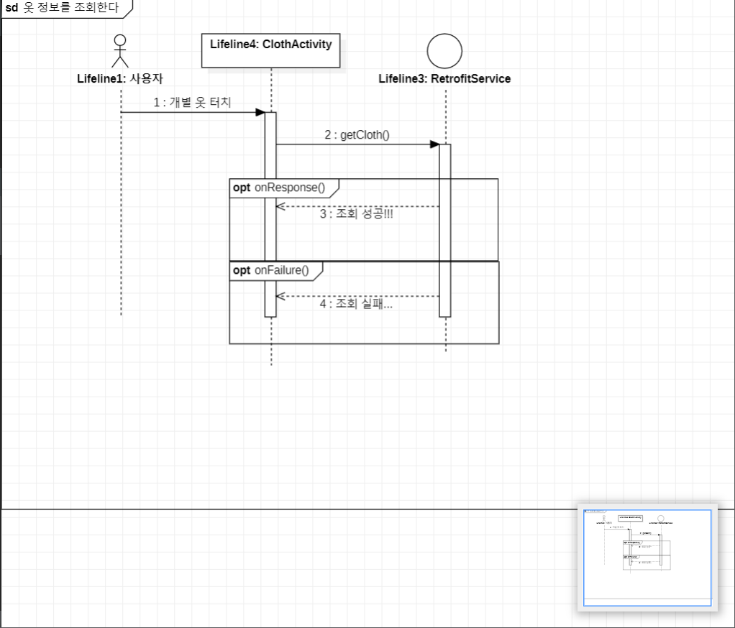 sd 옷 정보를 조회한다
Lifeline4: ClothActivity
Lifeline1: 사용자
Lifeline3: RetrofitService
1 : 개별 옷 터치
2 : getCloth()
opt onResponse()
3 : 조회 성공!!!
opt onFailure()
4 : 조회 실패...